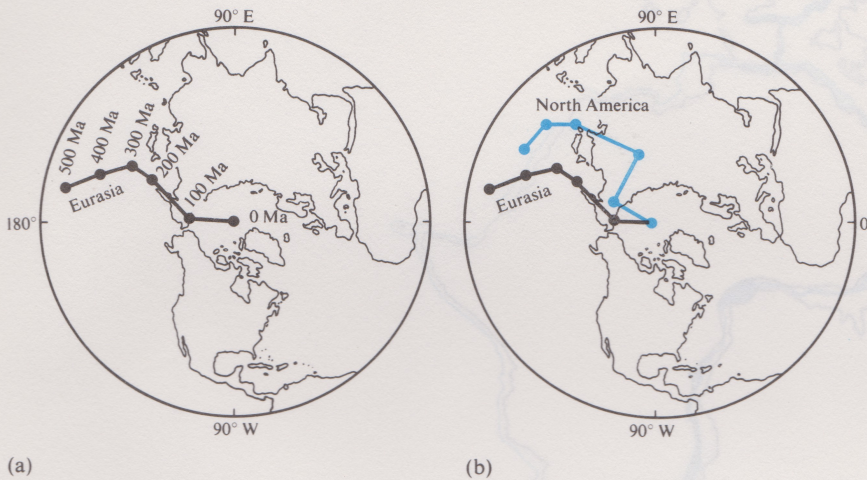 90° E
500 Ma
400 Ma
300 Ma
200 Ma
100 Ma
0 Ma
Eurasia
180°
90° W
(a)
90° E
North America
Eurasia
0
90° W
(b)